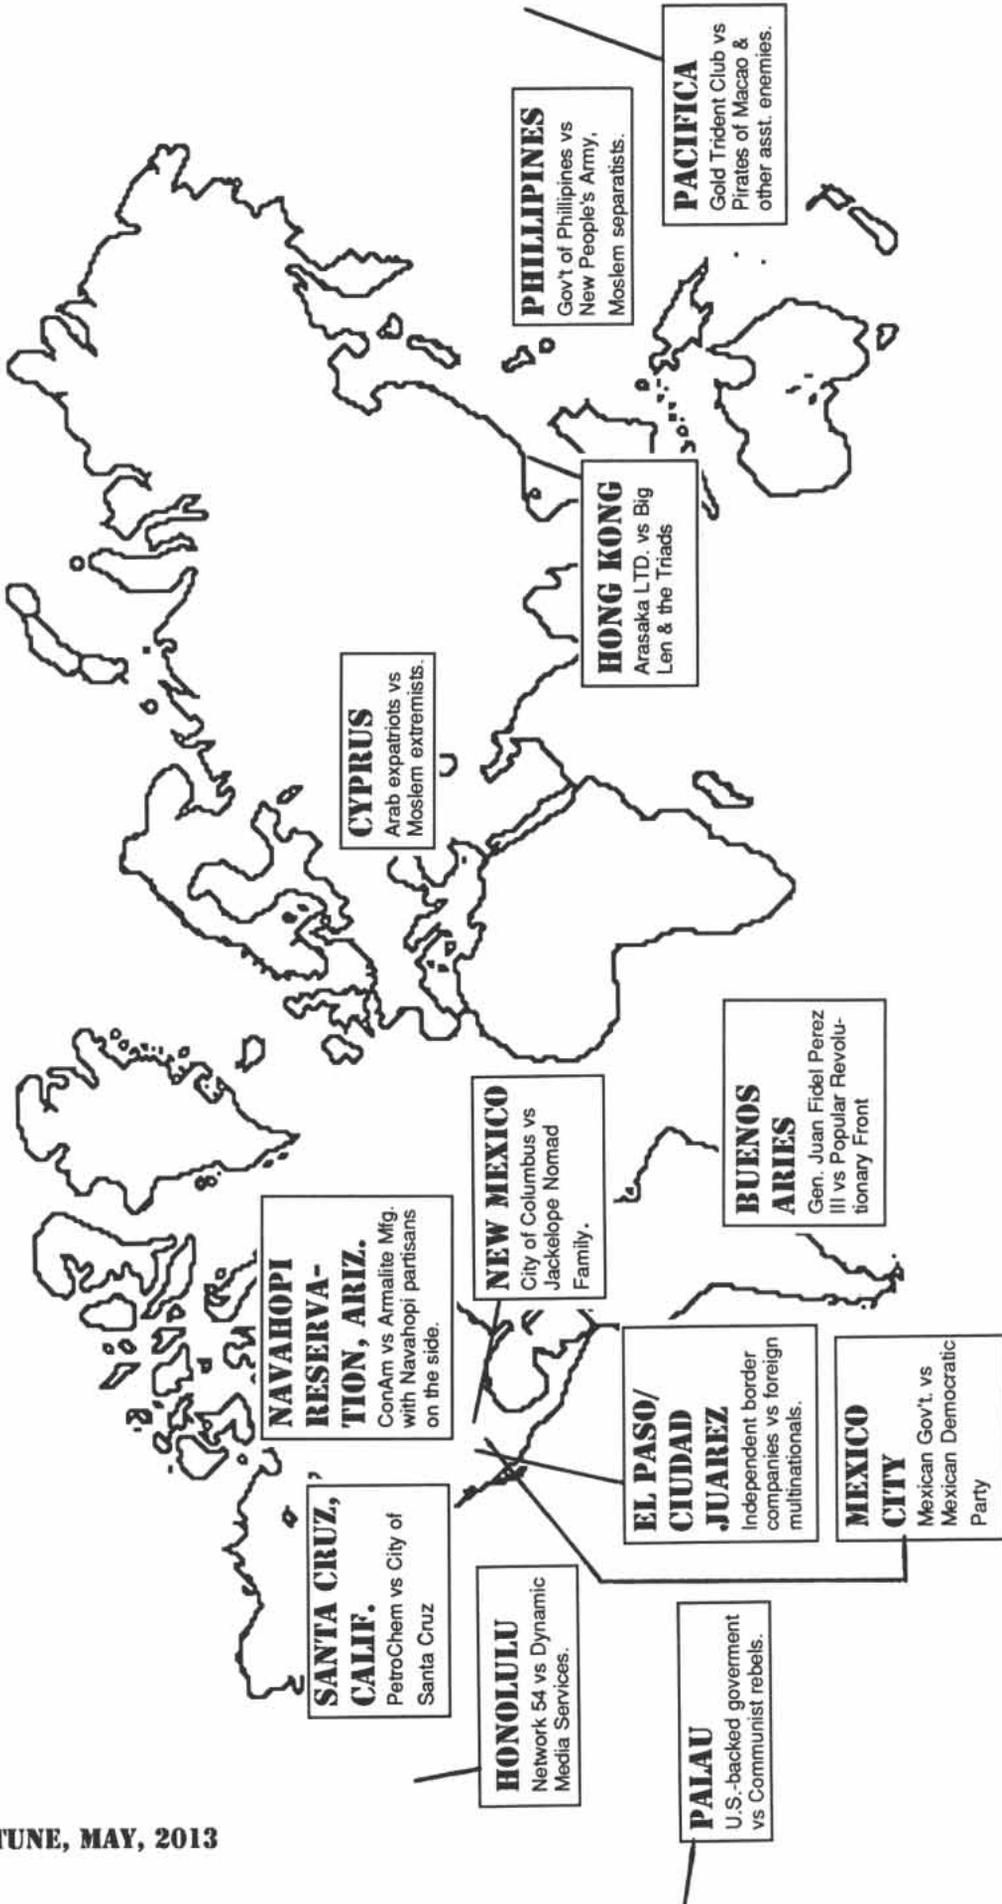 TUNE, MAY, 2013
NAVAHOPI
RESERVA-
TION, ARIZ.
ConAm vs Armalite Mfg.
with Navahopi partisans
on the side.
SANTA CRUZ,
CALIF.
PetroChem vs City of
Santa Cruz
CYPRUS
Arab expatriots vs
Moslem extremists.
NEW MEXICO
City of Columbus vs
Jackelope Nomad
Family.
HONOLULU
Network 54 vs Dynamic
Media Services.
PHILLIPINES
Gov't of Phillipines vs
New People's Army,
Moslem separatists.
HONG KONG
Arasaka LTD. vs Big
Len & the Triads
EL PASO/
CIUDAD
JUAREZ
Independent border
companies vs foreign
multinationals.
PACIFICA
Gold Trident Club vs
Pirates of Macao &
other asst. enemies.
PALAU
U.S.-backed goverment
vs Communist rebels.
BUENOS
ARIES
Gen. Juan Fidel Perez
III vs Popular Revolu-
tionary Front
MEXICO
CITY
Mexican Gov't. vs
Mexican Democratic
Party